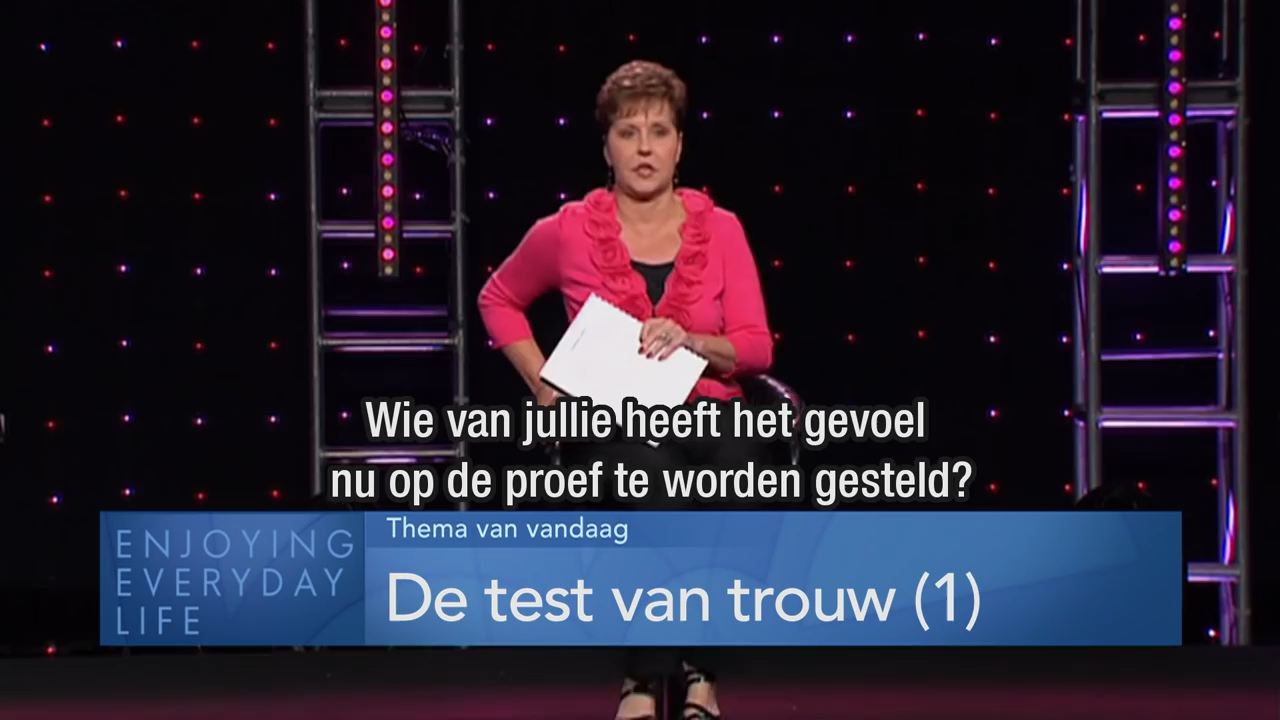 Wie van jullie heeft het gevoel
nu op de proef te worden gesteld?
Thema van vandaag
ENJOYING
EVERYDAY
LIFE
De test van trouw (1)